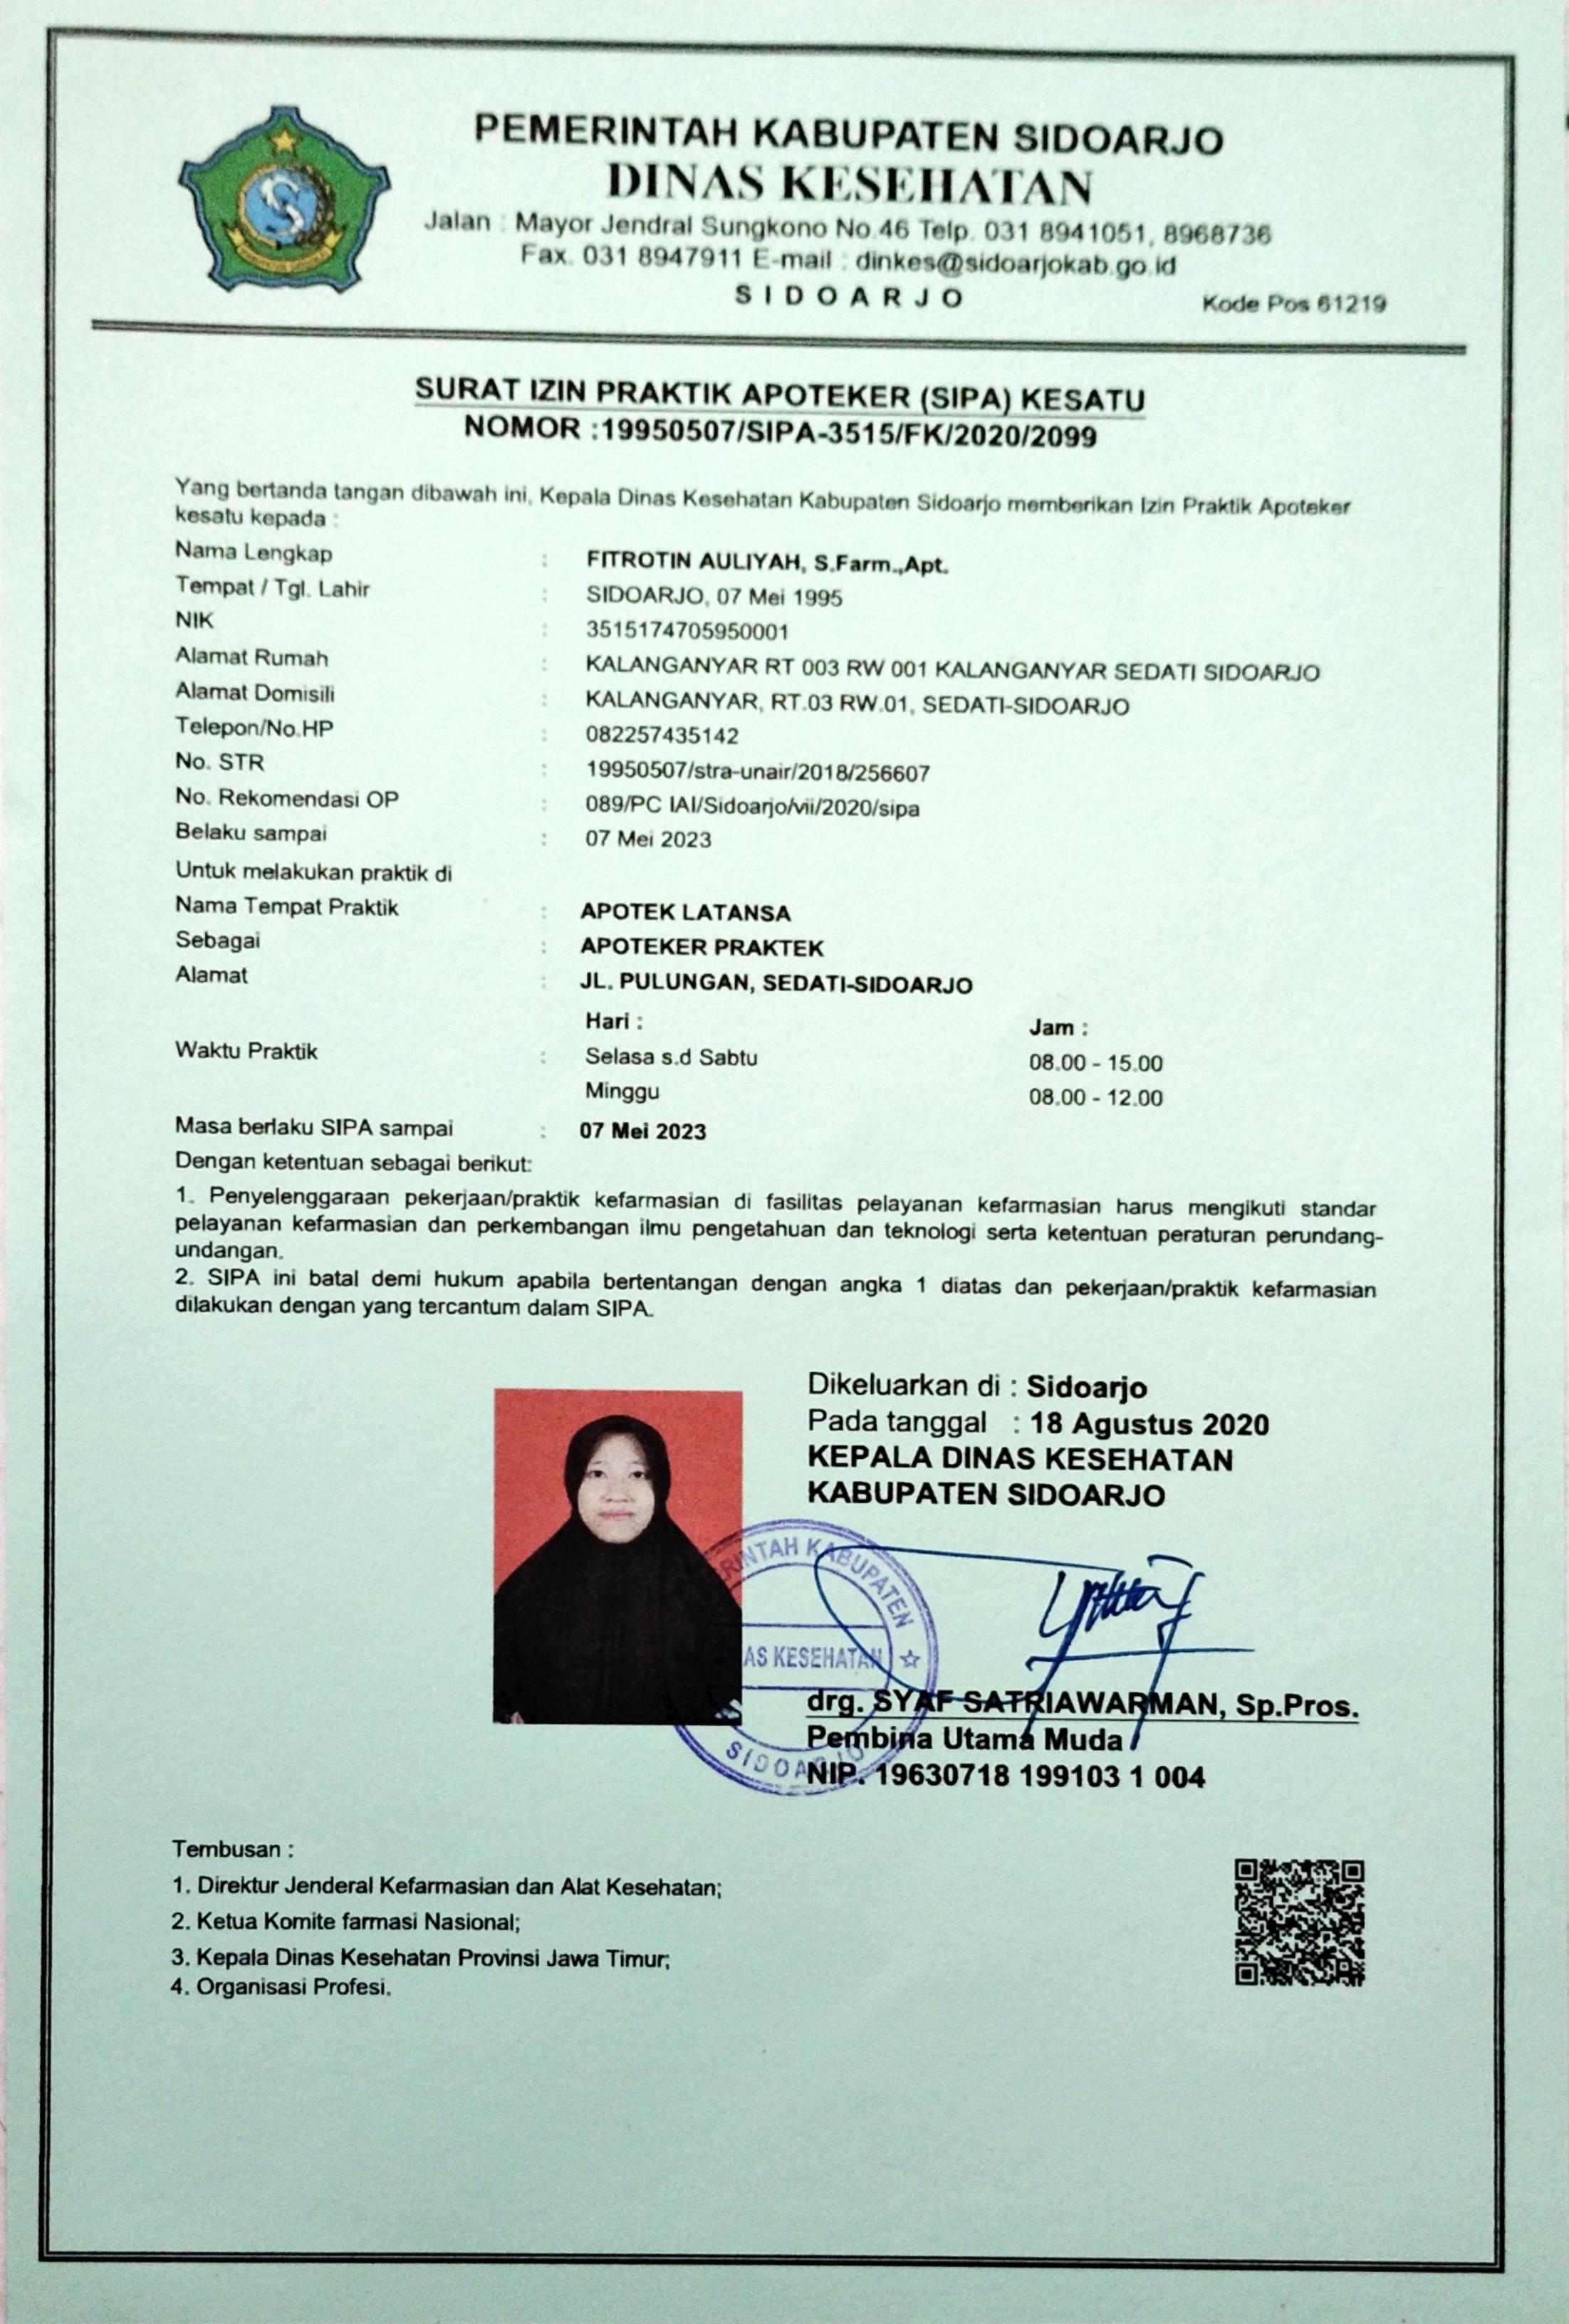 PEMERINTAH KABUPATEN SIDOARJO
DINAS KESEHATAN
Jalan : Mayor Jendral Sungkono No.46 Telp. 031 8941051, 8968736
Fax. 031 8947911 E-mail : dinkes@sidoarjokab.go.id
SIDOARJO Kode Pos 61219
SURAT IZIN PRAKTIK APOTEKER (SIPA) KESATU
NOMOR :19950507/SIPA-3515/FK/2020/2099
Yang bertanda tangan dibawah ini, Kepala Dinas Kesehatan Kabupaten Sidoarjo memberikan Izin Praktik Apoteker
kesatu kepada :
Nama Lengkap : FITROTIN AULIYAH, S.Farm.,Apt.
Tempat / Tgl. Lahir : SIDOARJO, 07 Mei 1995
NIK : 3515174705950001
Alamat Rumah : KALANGANYAR RT 003 RW 001 KALANGANYAR SEDATI SIDOARJO
Alamat Domisili : KALANGANYAR, RT.03 RW.01, SEDATI-SIDOARJO
Telepon/No.HP : 082257435142
No. STR : 19950507/stra-unair/2018/256607
No. Rekomendasi OP : 089/PC IAI/Sidoarjo/vii/2020/sipa
Belaku sampai : 07 Mei 2023
Untuk melakukan praktik di
Nama Tempat Praktik : APOTEK LATANSA
Sebagai : APOTEKER PRAKTEK
Alamat : JL. PULUNGAN, SEDATI-SIDOARJO
Hari : Jam :
Waktu Praktik : Selasa s.d Sabtu 08.00 - 15.00
Minggu 08.00 - 12.00
Masa berlaku SIPA sampai : 07 Mei 2023
Dengan ketentuan sebagai berikut:
1. Penyelenggaraan pekerjaan/praktik kefarmasian di fasilitas pelayanan kefarmasian harus mengikuti standar
pelayanan kefarmasian dan perkembangan ilmu pengetahuan dan teknologi serta ketentuan peraturan perundang-
undangan.
2. SIPA ini batal demi hukum apabila bertentangan dengan angka 1 diatas dan pekerjaan/praktik kefarmasian
dilakukan dengan yang tercantum dalam SIPA.
Dikeluarkan di : Sidoarjo
Pada tanggal : 18 Agustus 2020
KEPALA DINAS KESEHATAN
KABUPATEN SIDOARJO
RINTAH KABUPATEN
AS KESEHATAN
SIDOARJO
drg. SYAF SATRIAWARMAN, Sp.Pros.
Pembina Utama Muda
NIP. 19630718 199103 1 004
Tembusan :
1. Direktur Jenderal Kefarmasian dan Alat Kesehatan;
2. Ketua Komite farmasi Nasional;
3. Kepala Dinas Kesehatan Provinsi Jawa Timur;
4. Organisasi Profesi.